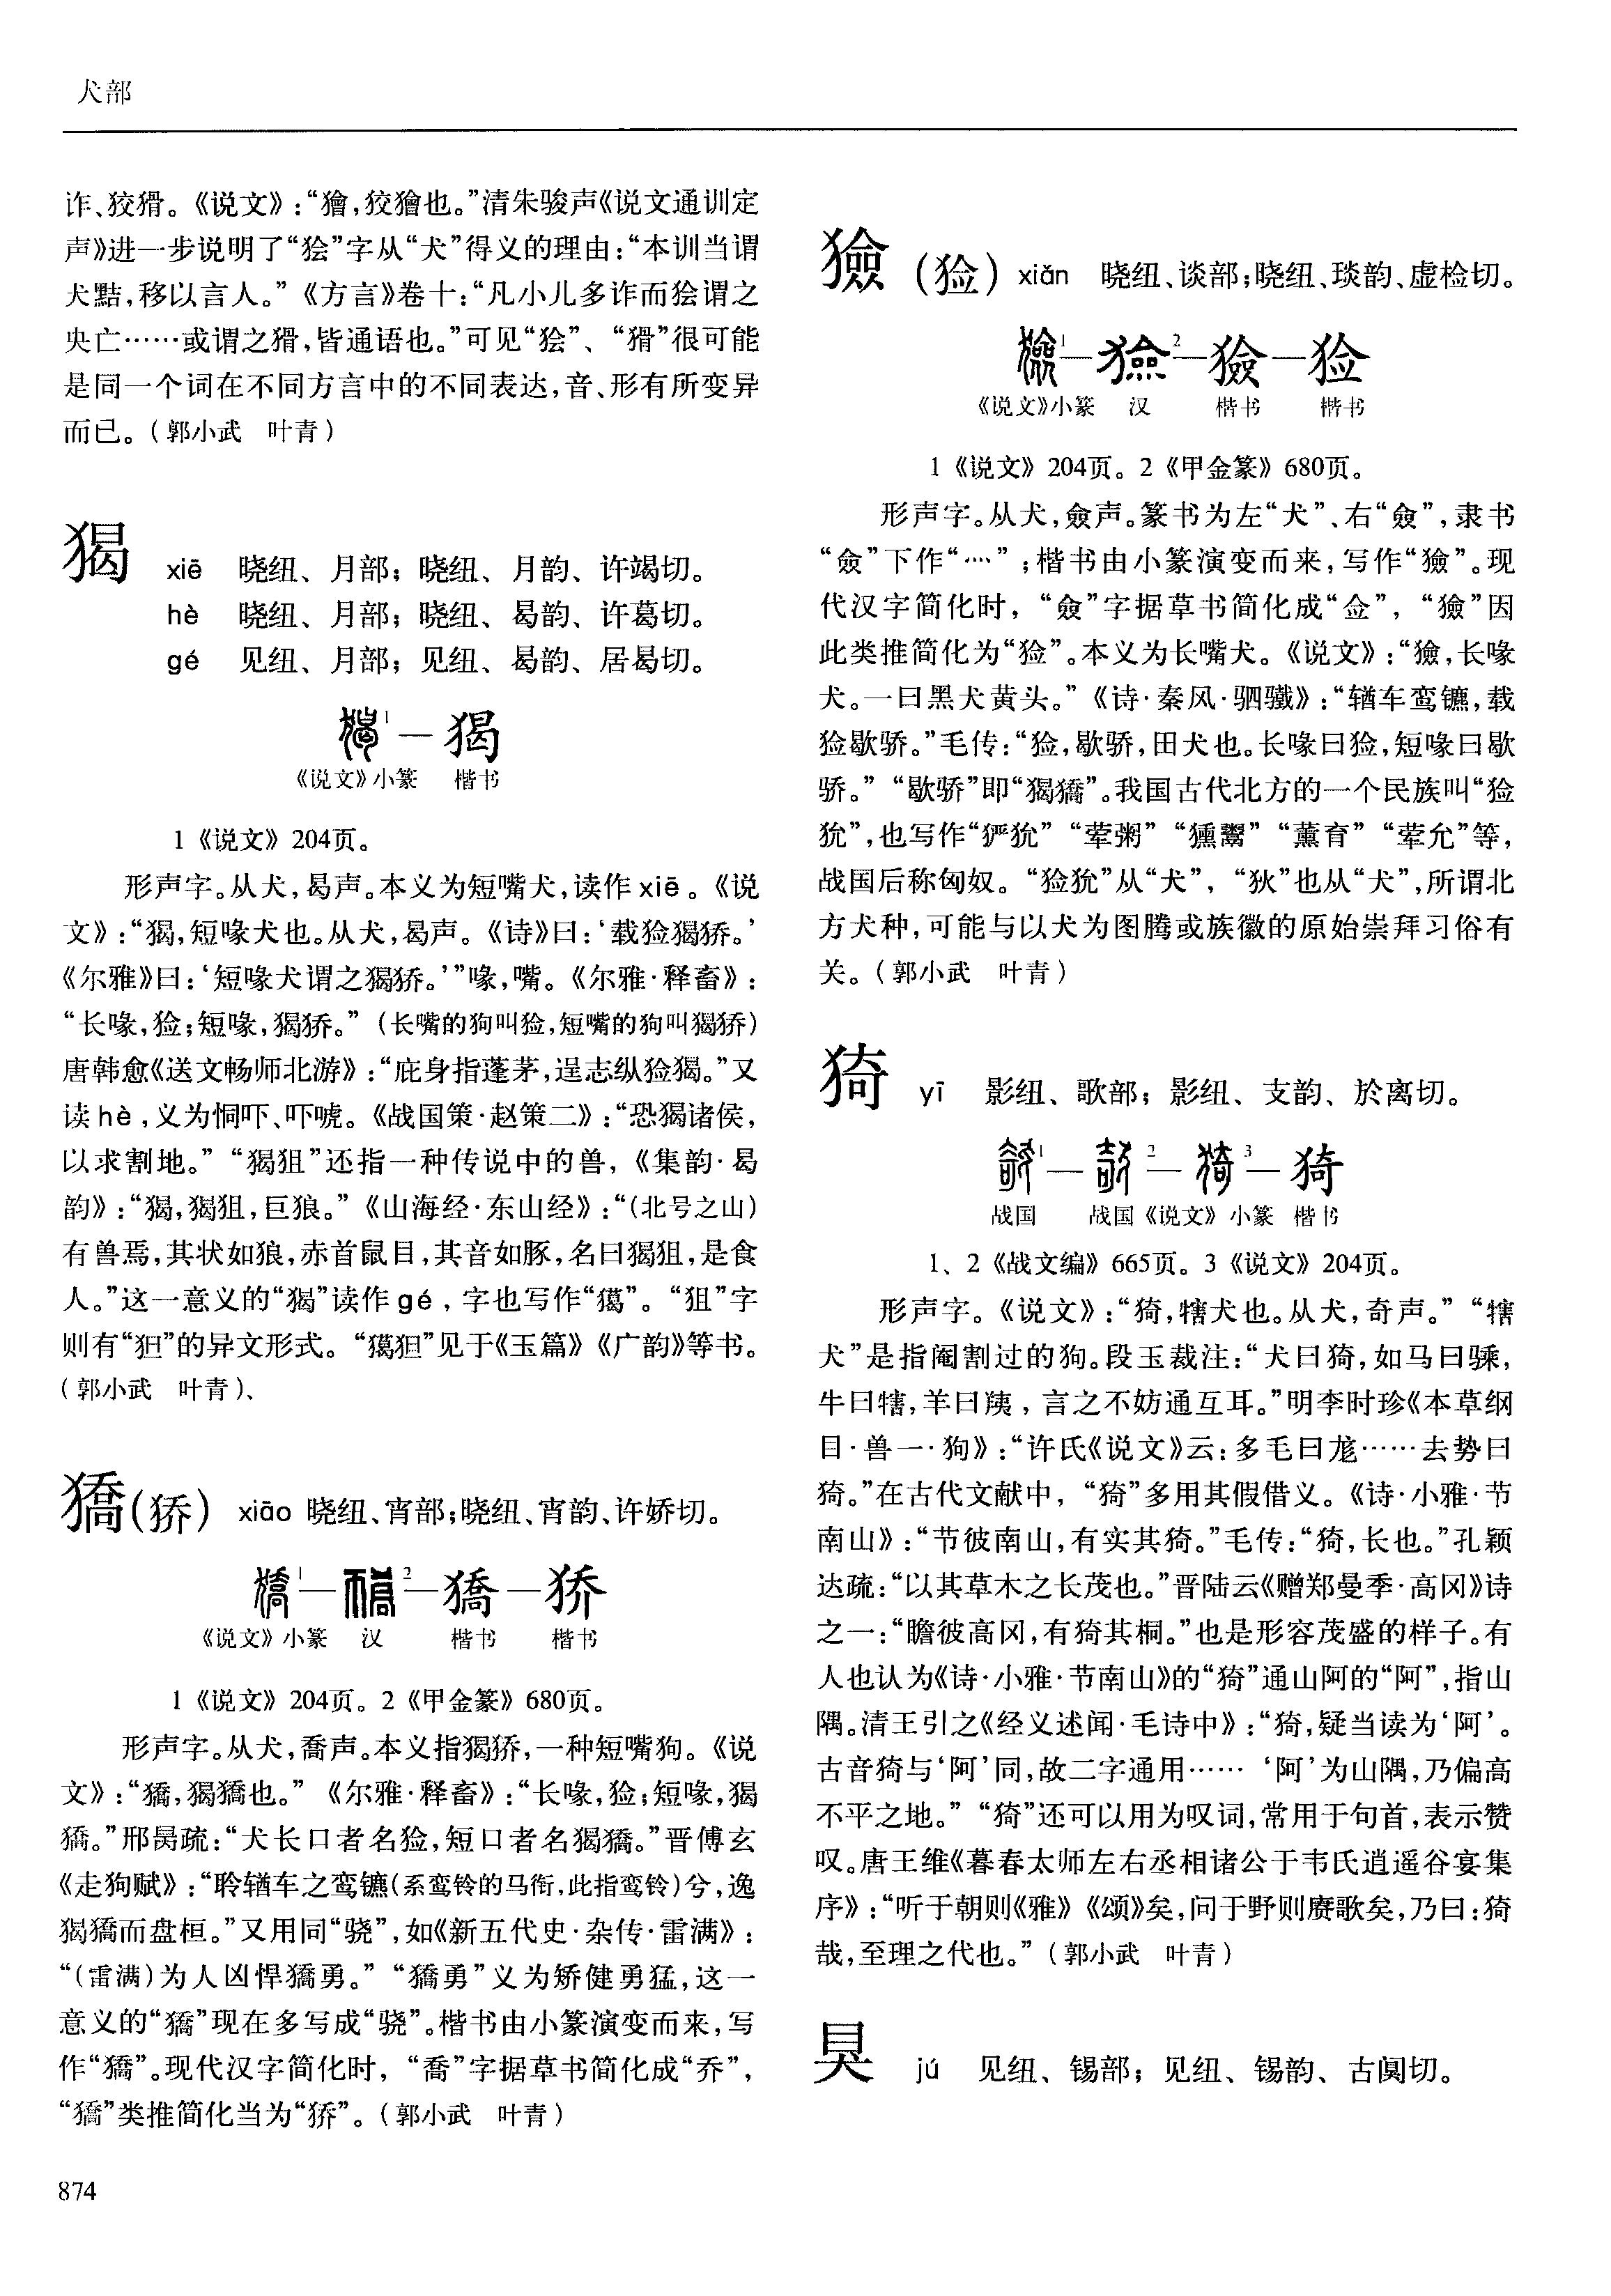 犬部
诈、狡猾。《说文》:“獪,狡獪也。”清朱骏声《说文通训定
声》进一步说明了“狯”字从“犬”得义的理由:“本训当谓
犬黠,移以言人。”《方言》卷十:“凡小儿多诈而狯谓之
央亡……或谓之猾,皆通语也。”可见“狯”、“猾”很可能
是同一个词在不同方言中的不同表达,音、形有所变异
而已。(郭小武 叶青)
猲 xiē 晓纽、月部;晓纽、月韵、许竭切。
hè 晓纽、月部;晓纽、曷韵、许葛切。
gé 见纽、月部;见纽、曷韵、居曷切。
猲1—猲
《说文》小篆 楷书
1《说文》204页。
形声字。从犬,曷声。本义为短嘴犬,读作xiē。《说
文》:“猲,短喙犬也。从犬,曷声。《诗》曰:‘载猃猲𫘜。’
《尔雅》曰:‘短喙犬谓之猲𫘜。’”喙,嘴。《尔雅·释畜》:
“长喙,猃;短喙,猲𫘜。”(长嘴的狗叫猃,短嘴的狗叫猲𫘜)
唐韩愈《送文畅师北游》:“庇身指蓬茅,逞志纵猃猲。”又
读hè,义为恫吓、吓唬。《战国策·赵策二》:“恐猲诸侯,
以求割地。”“猲狙”还指一种传说中的兽,《集韵·曷
韵》:“猲,猲狙,巨狼。”《山海经·东山经》:“(北号之山)
有兽焉,其状如狼,赤首鼠目,其音如豚,名曰猲狙,是食
人。”这一意义的“猲”读作gé,字也写作“獦”。“狙”字
则有“狚”的异文形式。“獦狚”见于《玉篇》《广韵》等书。
(郭小武 叶青)、
獢(𫘜) xiāo 晓纽、宵部;晓纽、宵韵、许娇切。
獢1—獢2—獢—𫘜
《说文》小篆 汉 楷书 楷书
1《说文》204页。2《甲金篆》680页。
形声字。从犬,喬声。本义指猲𫘜,一种短嘴狗。《说
文》:“獢,猲獢也。”《尔雅·释畜》:“长喙,猃;短喙,猲
獢。”邢昺疏:“犬长口者名猃,短口者名猲獢。”晋傅玄
《走狗赋》:“聆𬨎车之鸾镳(系鸾铃的马衔,此指鸾铃)兮,逸
猲獢而盘桓。”又用同“骁”,如《新五代史·杂传·雷满》:
“(雷满)为人凶悍獢勇。”“獢勇”义为矫健勇猛,这一
意义的“獢”现在多写成“骁”。楷书由小篆演变而来,写
作“獢”。现代汉字简化时,“喬”字据草书简化成“乔”,
“獢”类推简化当为“𫘜”。(郭小武 叶青)
獫(猃) xiǎn 晓纽、谈部;晓纽、琰韵、虚检切。
獫1—獫2—獫—猃
《说文》小篆 汉 楷书 楷书
1《说文》204页。2《甲金篆》680页。
形声字。从犬,僉声。篆书为左“犬”、右“僉”,隶书
“僉”下作“灬”;楷书由小篆演变而来,写作“獫”。现
代汉字简化时,“僉”字据草书简化成“佥”,“獫”因
此类推简化为“猃”。本义为长嘴犬。《说文》:“獫,长喙
犬。一曰黑犬黄头。”《诗·秦风·驷驖》:“𬨎车鸾镳,载
猃歇骄。”毛传:“猃,歇骄,田犬也。长喙曰猃,短喙曰歇
骄。”“歇骄”即“猲獢”。我国古代北方的一个民族叫“猃
狁”,也写作“𤞤狁”“荤粥”“獯鬻”“薰育”“荤允”等,
战国后称匈奴。“猃狁”从“犬”,“狄”也从“犬”,所谓北
方犬种,可能与以犬为图腾或族徽的原始崇拜习俗有
关。(郭小武 叶青)
猗 yī 影纽、歌部;影纽、支韵、於离切。
猗1—猗2—猗3—猗
战国 战国《说文》小篆 楷书
1、2《战文编》665页。3《说文》204页。
形声字。《说文》:“猗,犗犬也。从犬,奇声。”“犗
犬”是指阉割过的狗。段玉裁注:“犬曰猗,如马曰騬,
牛曰犗,羊曰羠,言之不妨通互耳。”明李时珍《本草纲
目·兽一·狗》:“许氏《说文》云:多毛曰尨……去势曰
猗。”在古代文献中,“猗”多用其假借义。《诗·小雅·节
南山》:“节彼南山,有实其猗。”毛传:“猗,长也。”孔颖
达疏:“以其草木之长茂也。”晋陆云《赠郑曼季·高冈》诗
之一:“瞻彼高冈,有猗其桐。”也是形容茂盛的样子。有
人也认为《诗·小雅·节南山》的“猗”通山阿的“阿”,指山
隅。清王引之《经义述闻·毛诗中》:“猗,疑当读为‘阿’。
古音猗与‘阿’同,故二字通用……‘阿’为山隅,乃偏高
不平之地。”“猗”还可以用为叹词,常用于句首,表示赞
叹。唐王维《暮春太师左右丞相诸公于韦氏逍遥谷宴集
序》:“听于朝则《雅》《颂》矣,问于野则赓歌矣,乃曰:猗
哉,至理之代也。”(郭小武 叶青)
狊 jú 见纽、锡部;见纽、锡韵、古阒切。
874